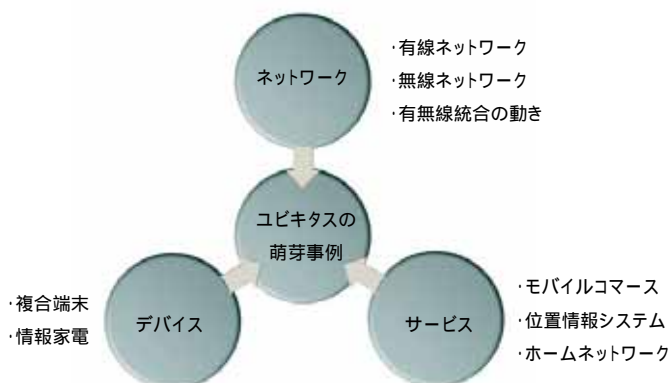 ネットワーク
·有線ネットワーク
·無線ネットワーク
·有無線統合の動き
ユビキタスの
萌芽事例
デバイス
·複合端末
·情報家電
サービス
·モバイルコマース
·位置情報システム
·ホームネットワーク